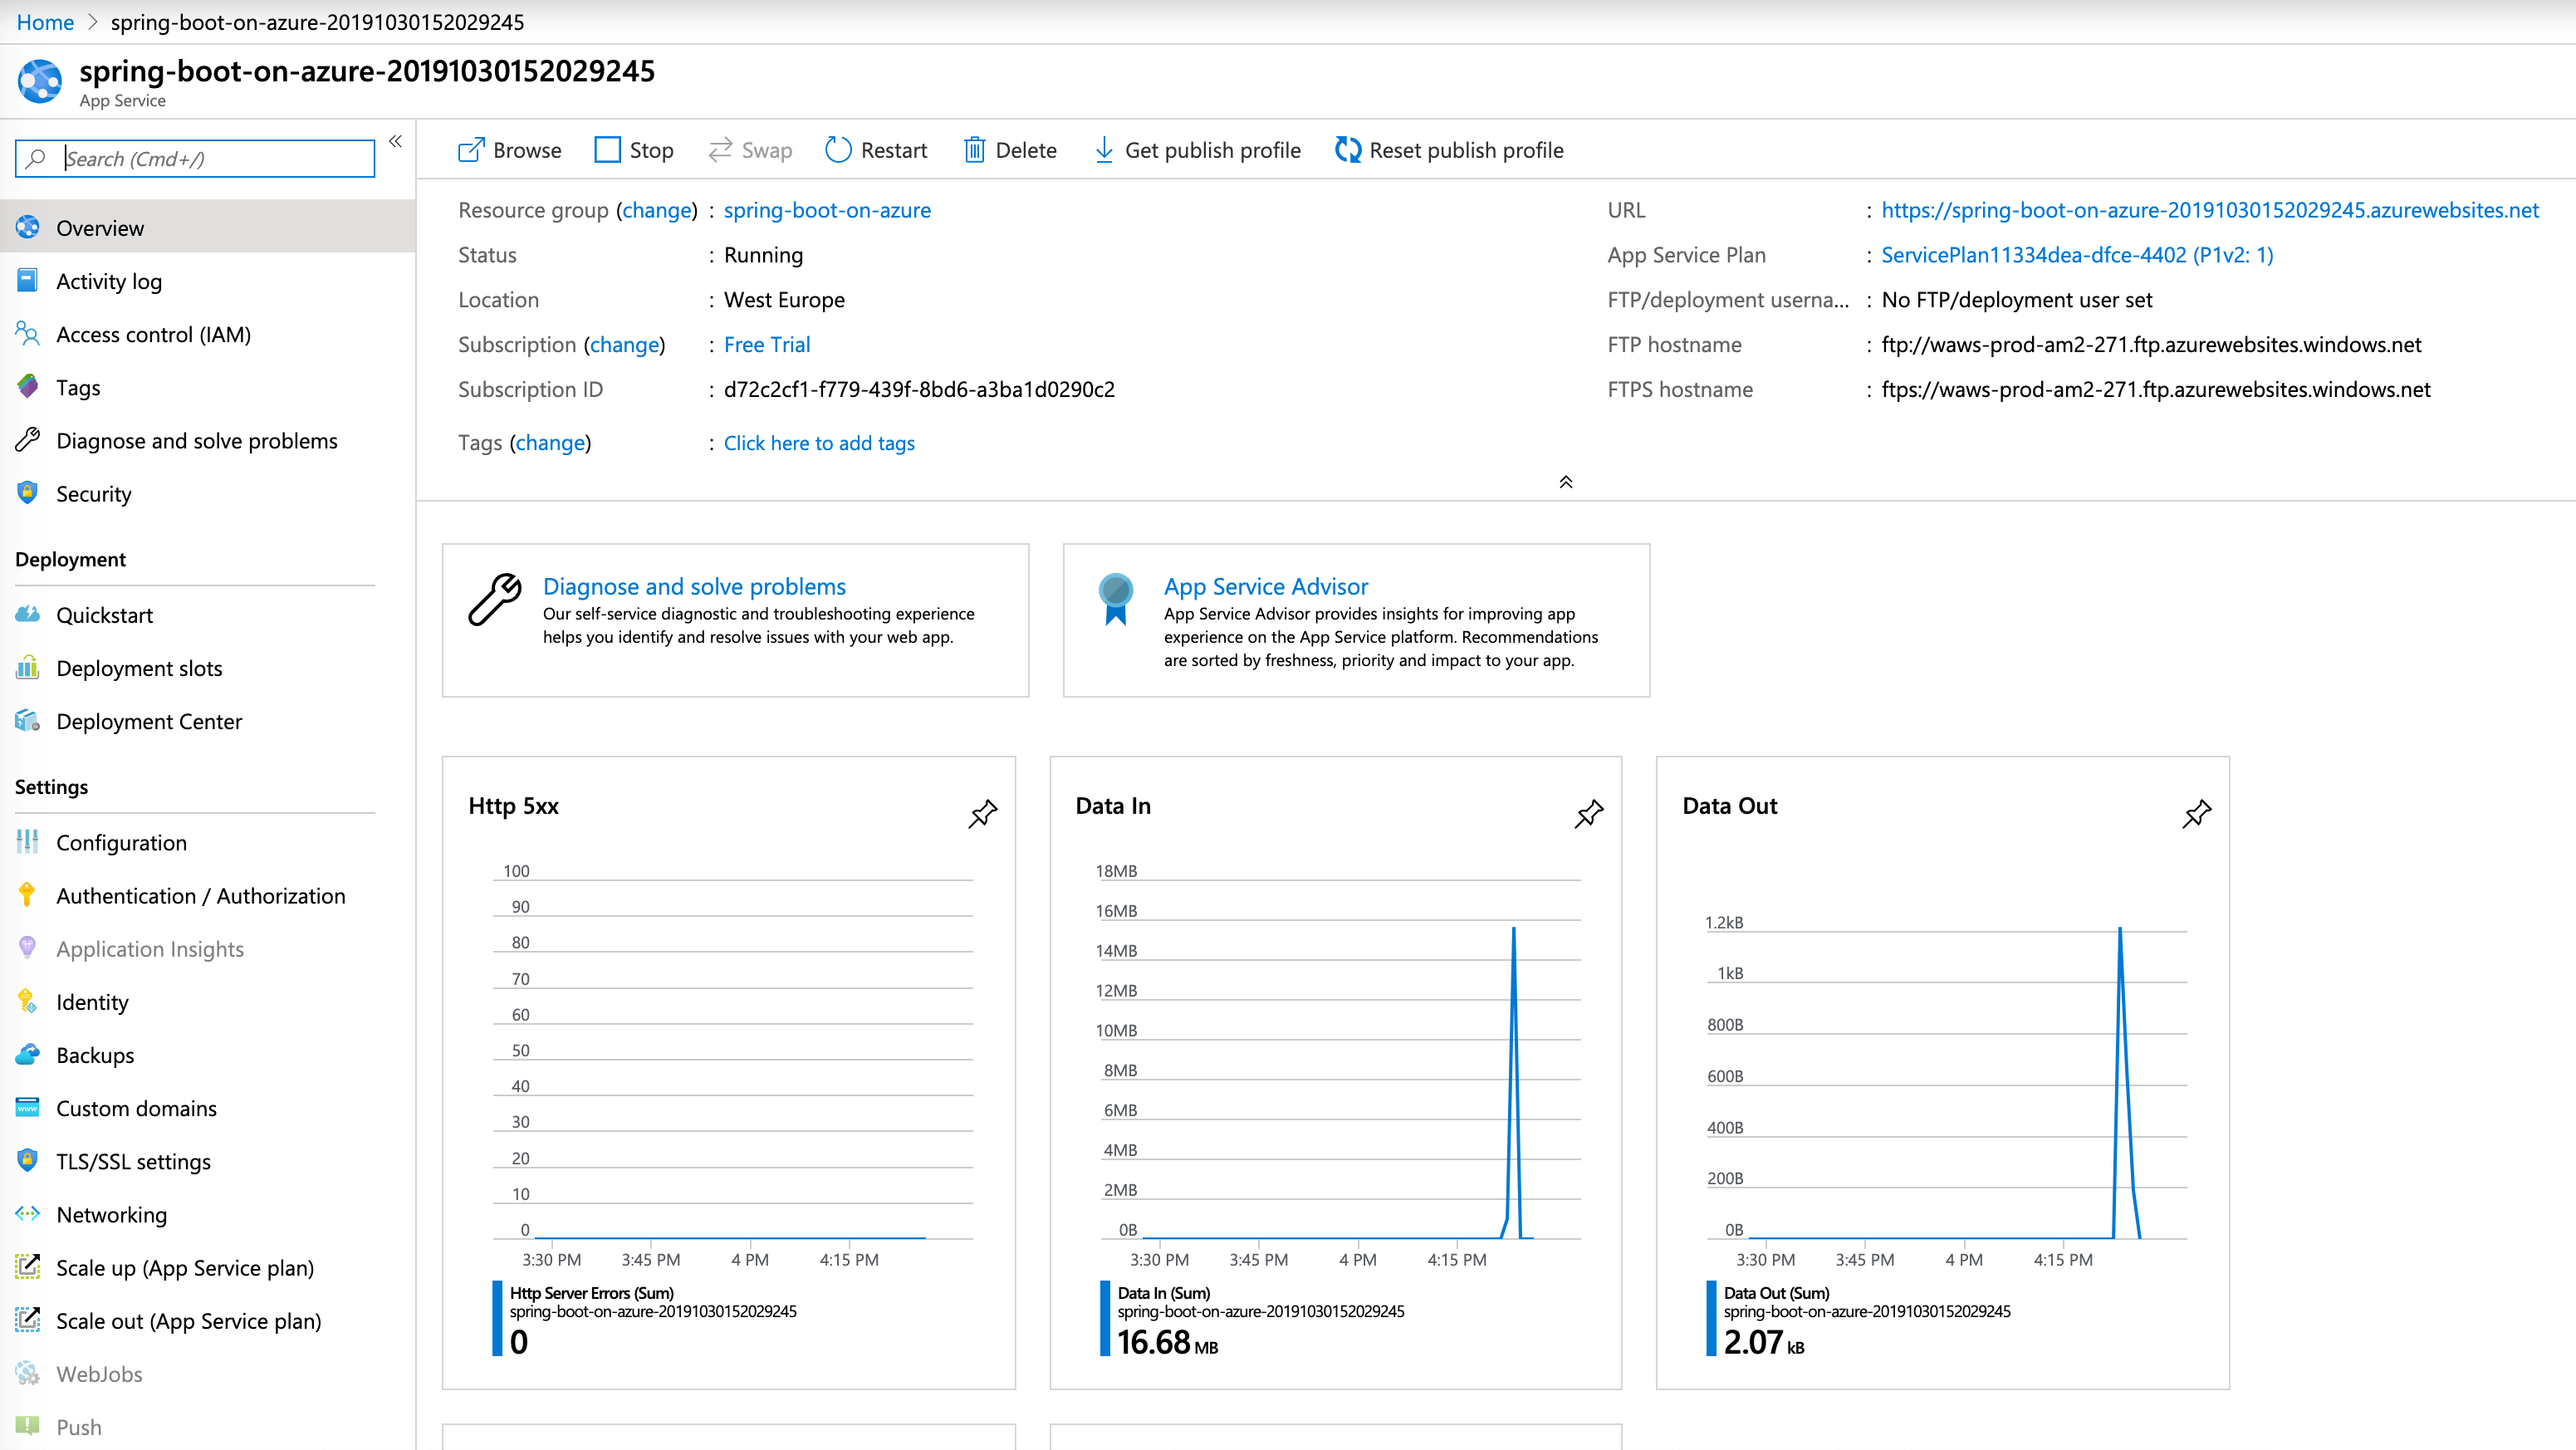 Home > spring-boot-on-azure-20191030152029245
spring-boot-on-azure-20191030152029245
App Service
Search (Cmd+/)
Overview
Activity log
Access control (IAM)
Tags
Diagnose and solve problems
Security
Deployment
Quickstart
Deployment slots
Deployment Center
Settings
Configuration
Authentication / Authorization
Application Insights
Identity
Backups
Custom domains
TLS/SSL settings
Networking
Scale up (App Service plan)
Scale out (App Service plan)
WebJobs
Push
Browse Stop Swap Restart Delete Get publish profile Reset publish profile
Resource group (change) : spring-boot-on-azure
Status : Running
Location : West Europe
Subscription (change) : Free Trial
Subscription ID : d72c2cf1-f779-439f-8bd6-a3ba1d0290c2
Tags (change) : Click here to add tags
URL : https://spring-boot-on-azure-20191030152029245.azurewebsites.net
App Service Plan : ServicePlan11334dea-dfce-4402 (P1v2: 1)
FTP/deployment userna... : No FTP/deployment user set
FTP hostname : ftp://waws-prod-am2-271.ftp.azurewebsites.windows.net
FTPS hostname : ftps://waws-prod-am2-271.ftp.azurewebsites.windows.net
Diagnose and solve problems
Our self-service diagnostic and troubleshooting experience
helps you identify and resolve issues with your web app.
App Service Advisor
App Service Advisor provides insights for improving app
experience on the App Service platform. Recommendations
are sorted by freshness, priority and impact to your app.
Http 5xx
100
90
80
70
60
50
40
30
20
10
0
3:30 PM 3:45 PM 4 PM 4:15 PM
Http Server Errors (Sum)
spring-boot-on-azure-20191030152029245
0
Data In
18MB
16MB
14MB
12MB
10MB
8MB
6MB
4MB
2MB
0B
3:30 PM 3:45 PM 4 PM 4:15 PM
Data In (Sum)
spring-boot-on-azure-20191030152029245
16.68 MB
Data Out
1.2kB
1kB
800B
600B
400B
200B
0B
3:30 PM 3:45 PM 4 PM 4:15 PM
Data Out (Sum)
spring-boot-on-azure-20191030152029245
2.07 kB